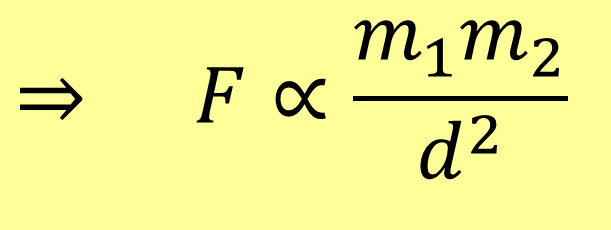 ⇒ F ∝ m₁m₂ / d²